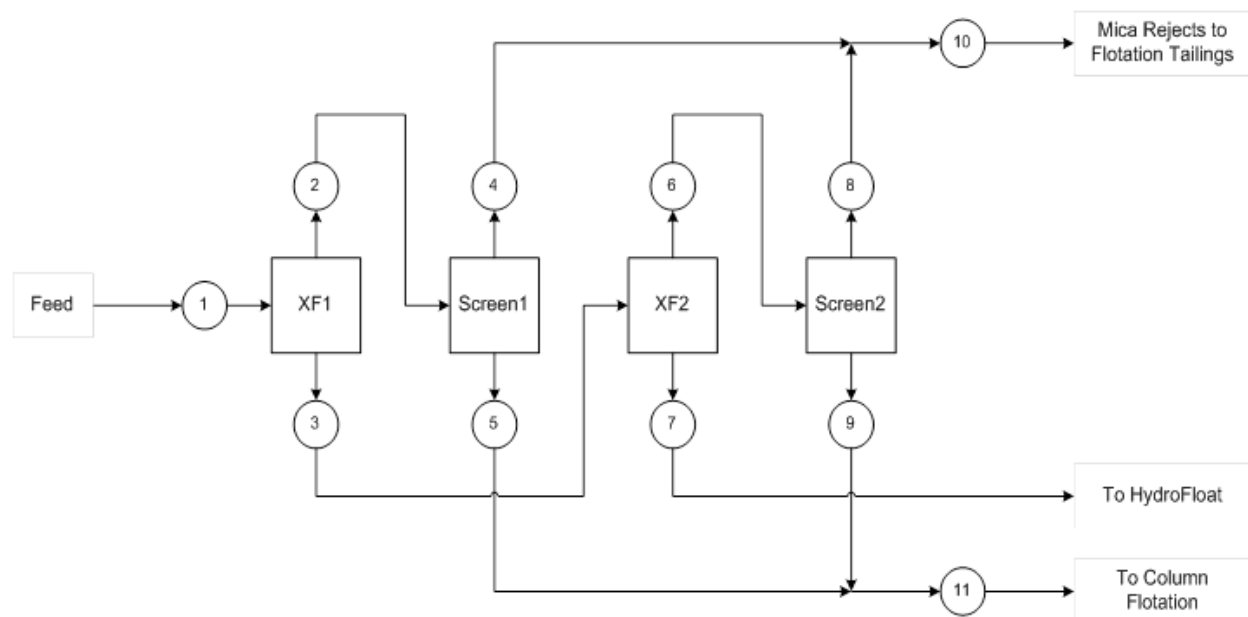 10
Mica Rejects to
Flotation Tailings
2
4
6
8
Feed
1
XF1
Screen1
XF2
Screen2
3
5
7
9
To HydroFloat
11
To Column
Flotation